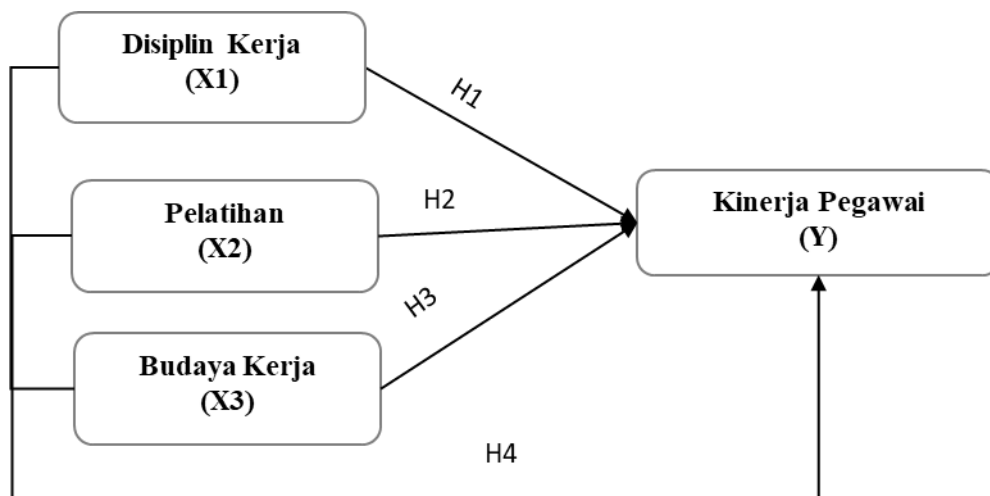 Disiplin Kerja
(X1)
H1
Pelatihan
(X2)
H2
Kinerja Pegawai
(Y)
H3
Budaya Kerja
(X3)
H4